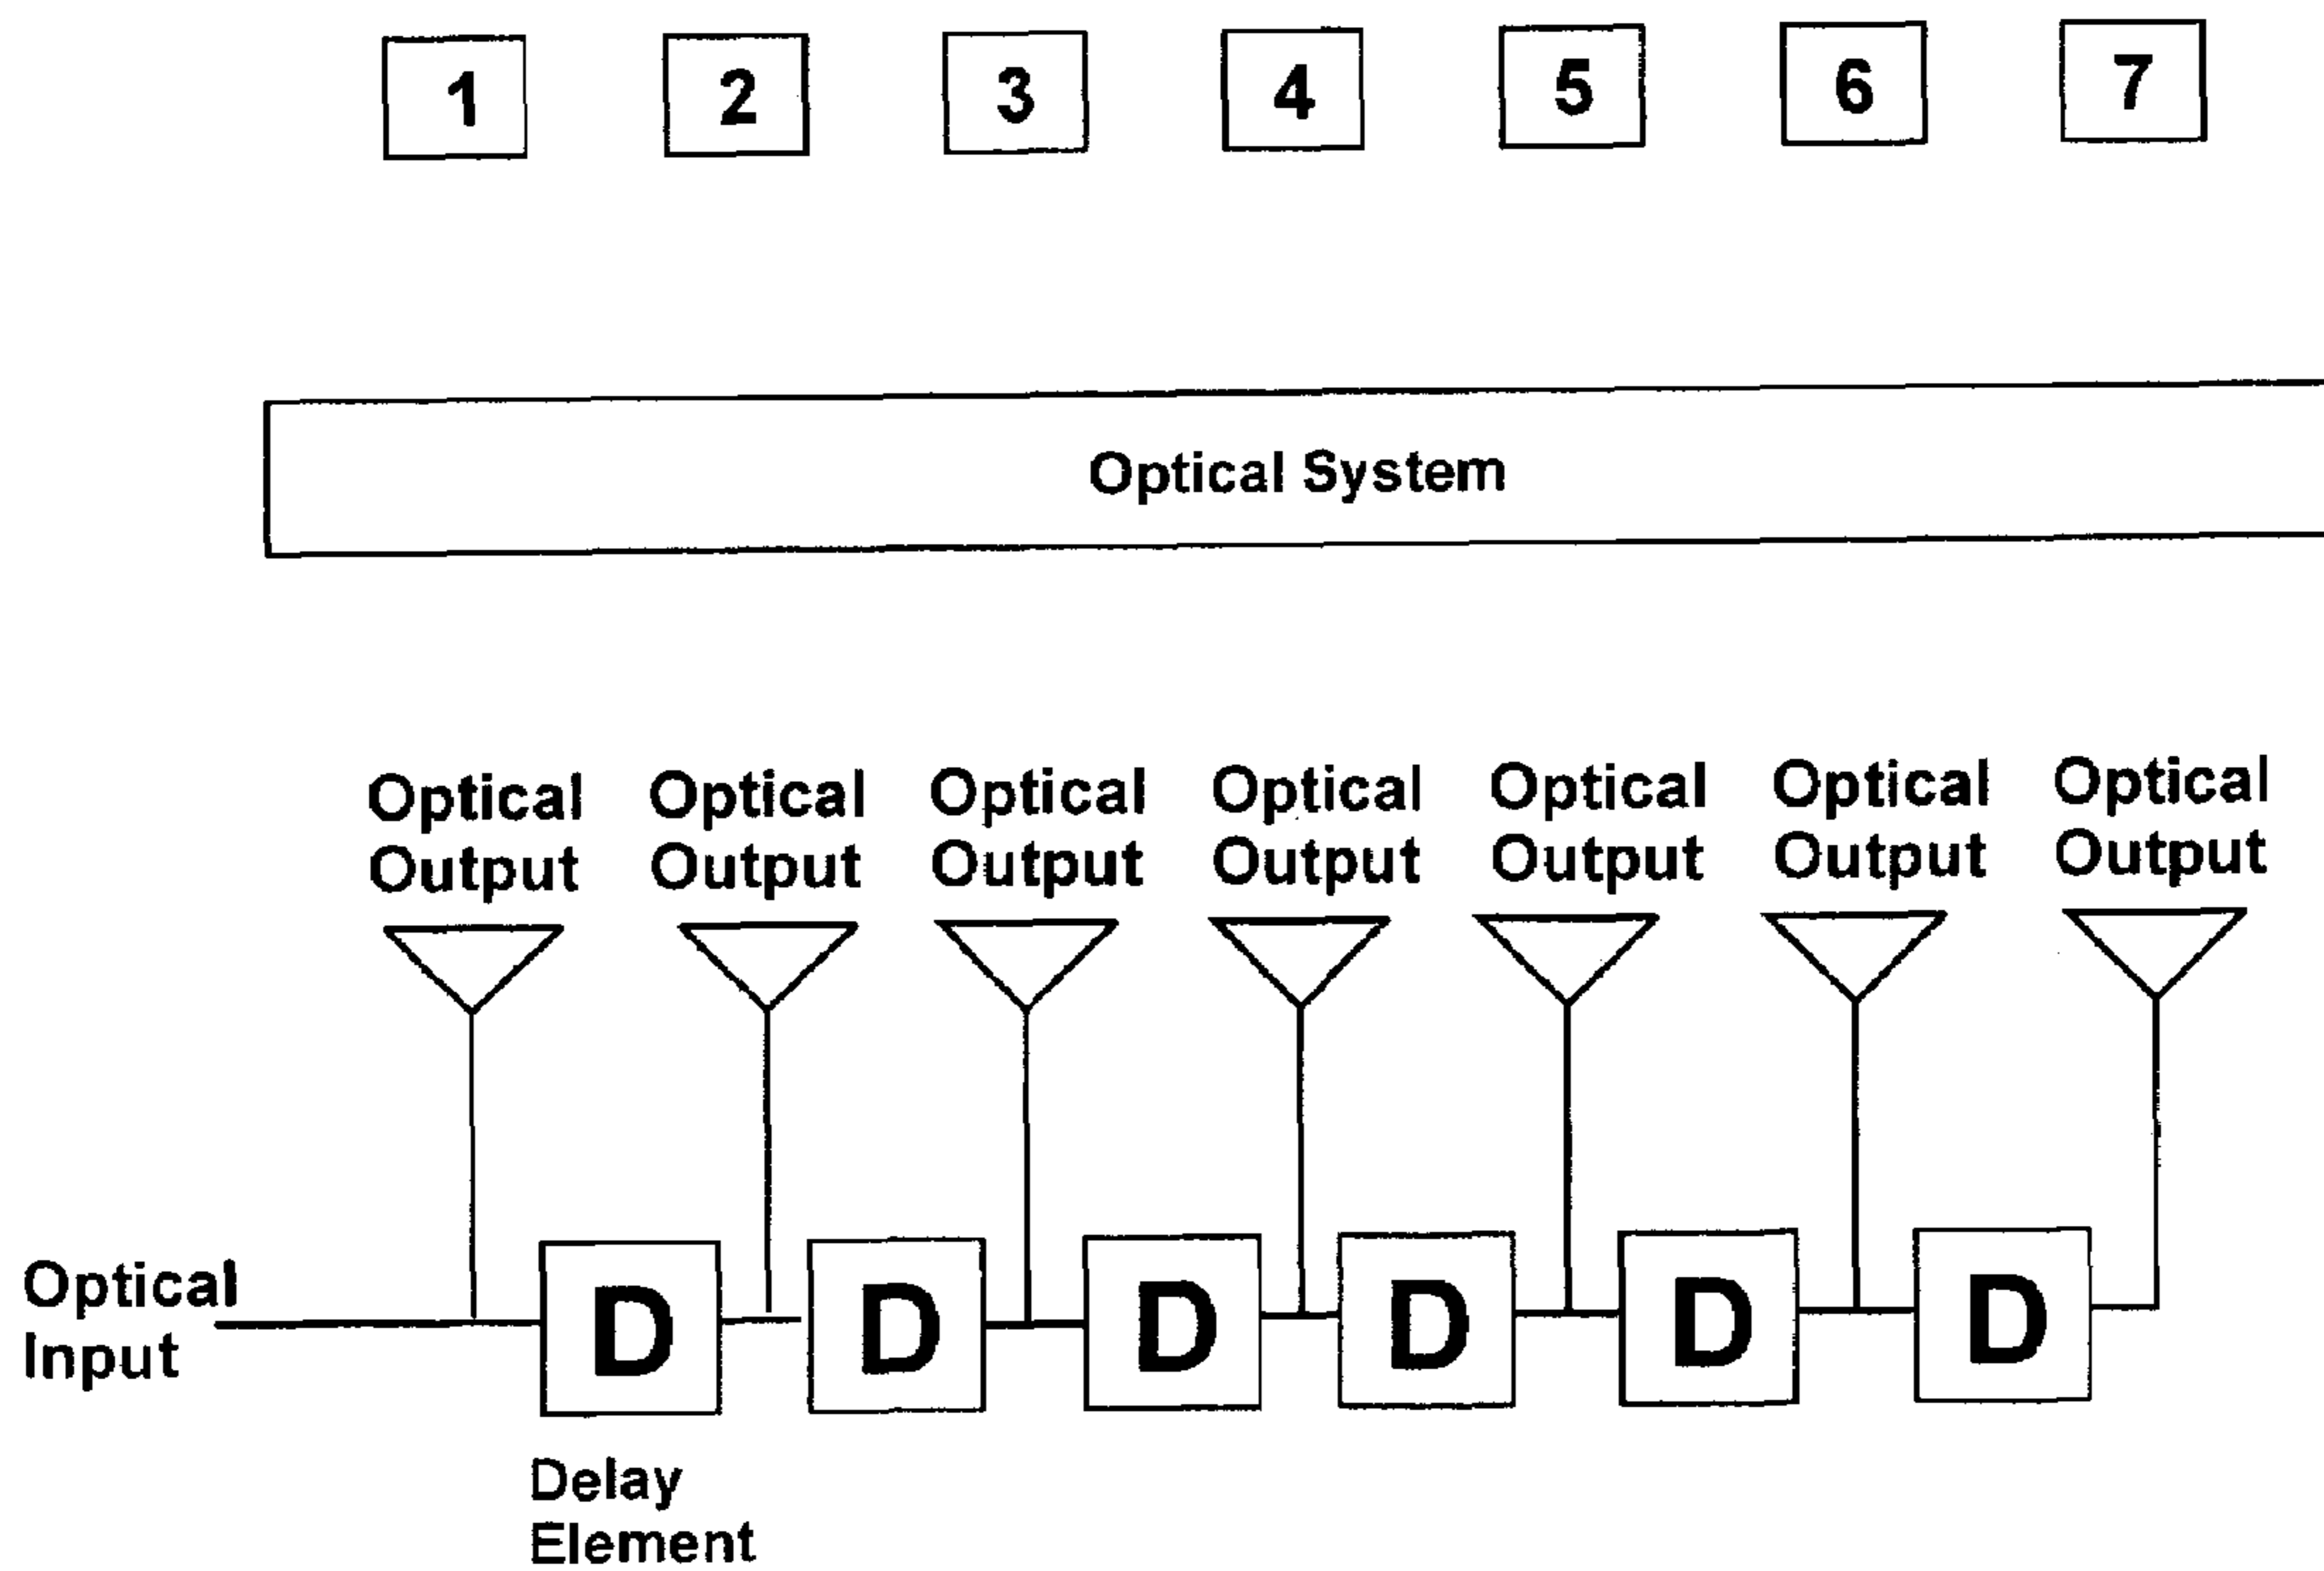 1 2 3 4 5 6 7
Optical System
Optical Optical Optical Optical Optical Optical Optical
Output Output Output Output Output Output Output
Optical
Input
D D D D D D
Delay
Element